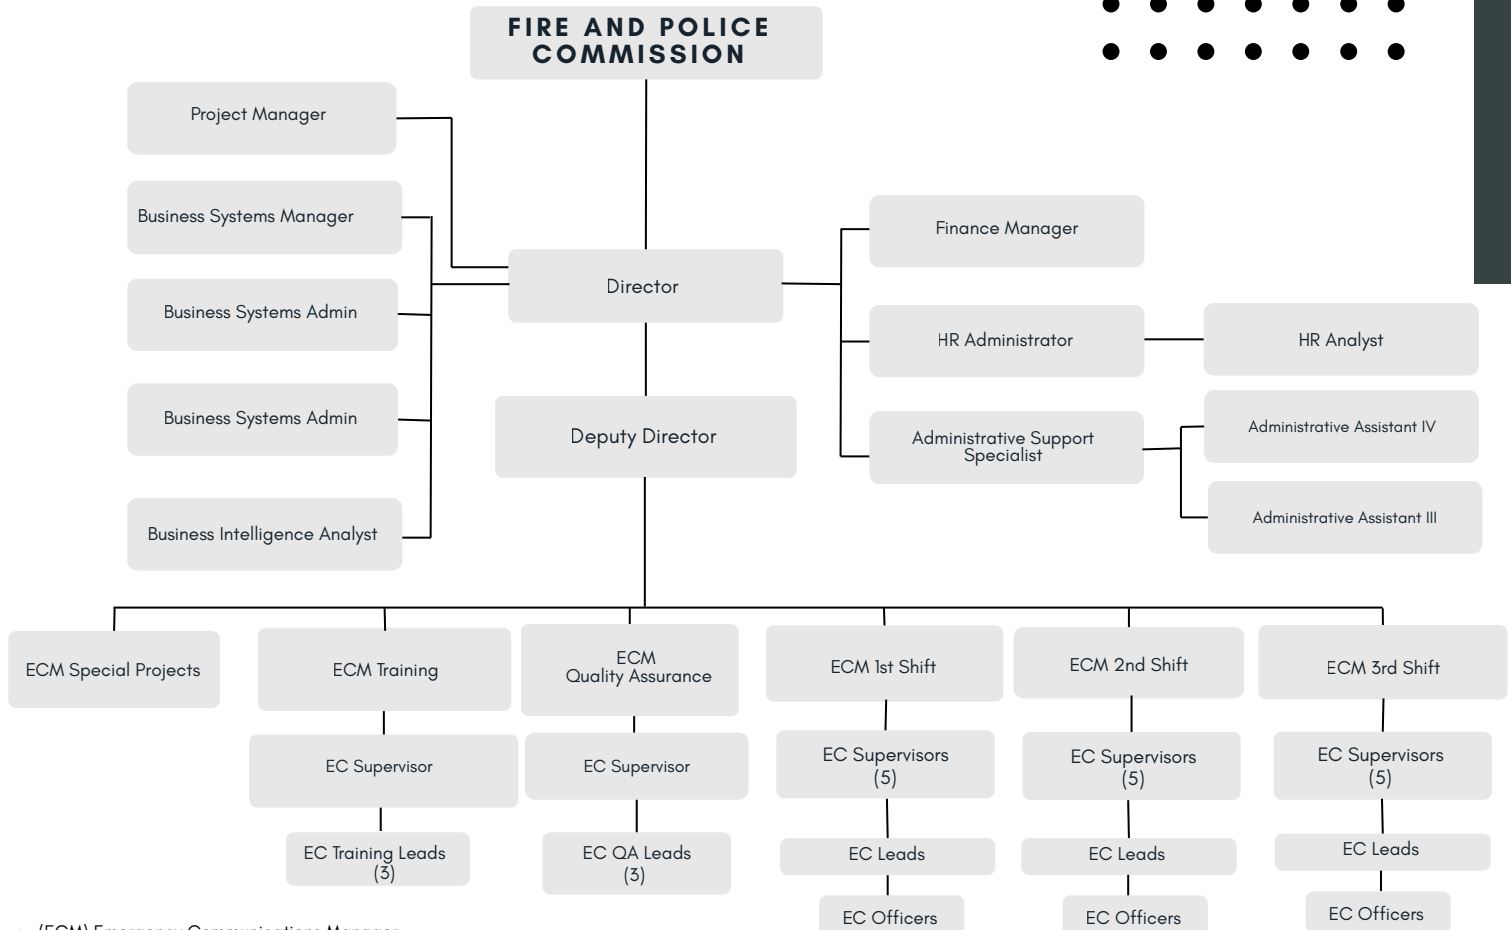 FIRE AND POLICE
COMMISSION
Project Manager
Business Systems Manager
Business Systems Admin
Business Systems Admin
Business Intelligence Analyst
Director
Deputy Director
Finance Manager
HR Administrator
HR Analyst
Administrative Support
Specialist
Administrative Assistant IV
Administrative Assistant III
ECM Special Projects
ECM Training
ECM
Quality Assurance
ECM 1st Shift
ECM 2nd Shift
ECM 3rd Shift
EC Supervisor
EC Supervisor
EC Supervisors
(5)
EC Supervisors
(5)
EC Supervisors
(5)
EC Training Leads
(3)
EC QA Leads
(3)
EC Leads
EC Leads
EC Leads
EC Officers
EC Officers
EC Officers
(ECM) Emergency Communications Manager